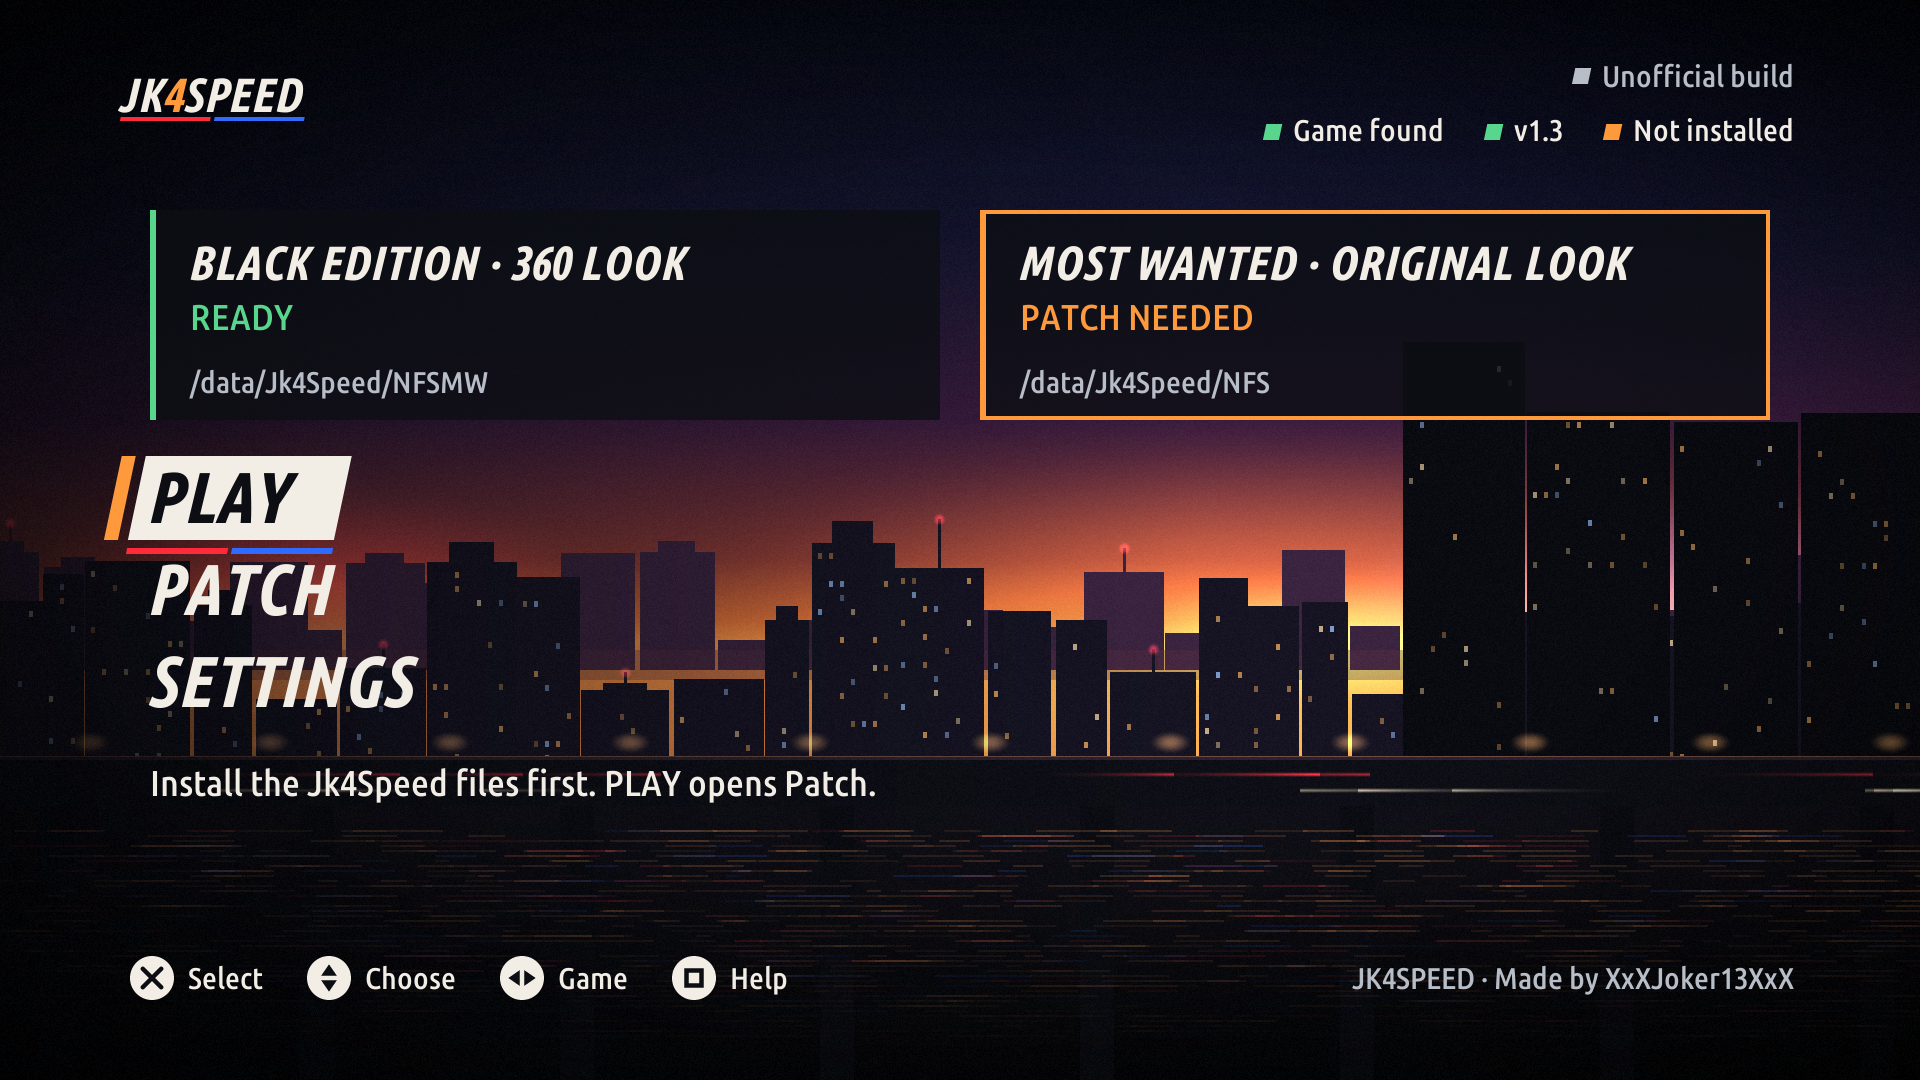 JK4SPEED
Unofficial build
Game found
v1.3
Not installed
BLACK EDITION · 360 LOOK
READY
/data/Jk4Speed/NFSMW
MOST WANTED · ORIGINAL LOOK
PATCH NEEDED
/data/Jk4Speed/NFS
PLAY
PATCH
SETTINGS
Install the Jk4Speed files first. PLAY opens Patch.
Select
Choose
Game
Help
JK4SPEED · Made by XxXJoker13XxX